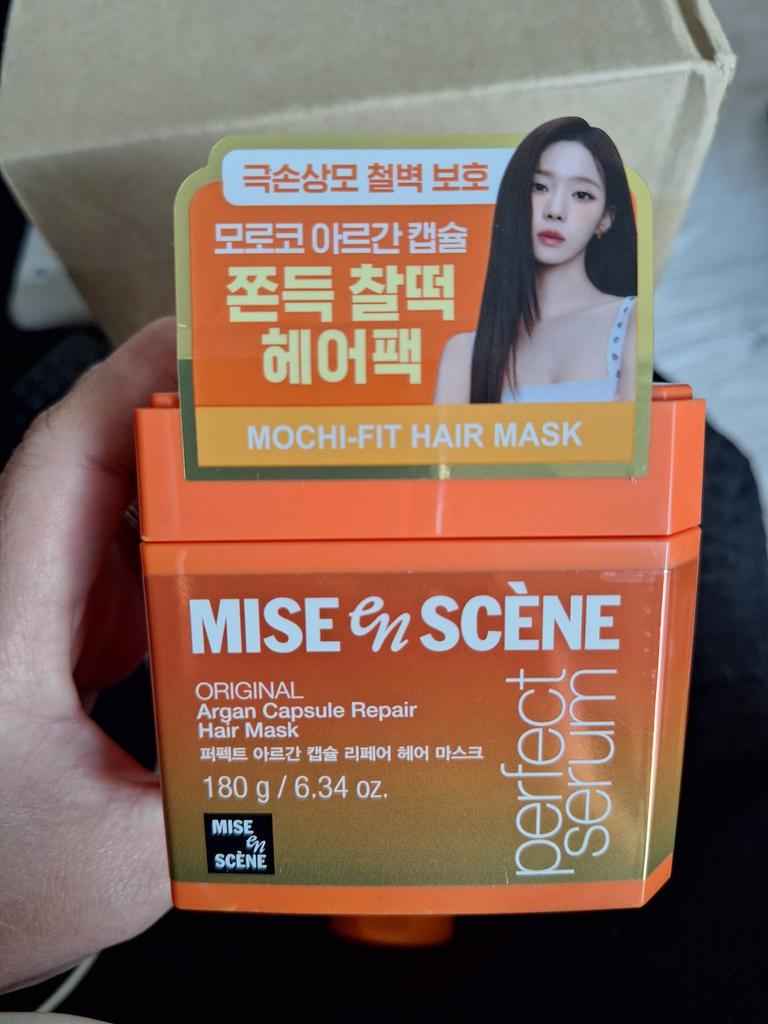 극손상모 철벽 보호
모로코 아르간 캡슐
쫀득 찰떡
헤어팩
MOCHI-FIT HAIR MASK
MISE en SCÈNE
ORIGINAL
Argan Capsule Repair
Hair Mask
퍼펙트 아르간 캡슐 리페어 헤어 마스크
180 g / 6.34 oz.
perfect
serum
MISE
en
SCÈNE